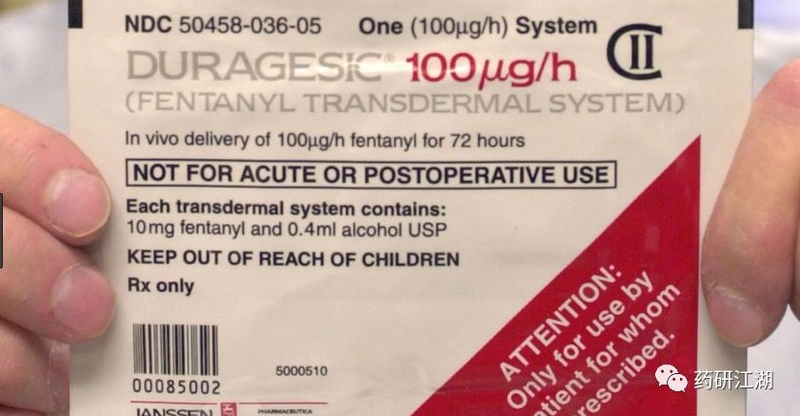 NDC 50458-036-05 One (100µg/h) System CII
DURAGESIC® 100µg/h
(FENTANYL TRANSDERMAL SYSTEM)
In vivo delivery of 100µg/h fentanyl for 72 hours
NOT FOR ACUTE OR POSTOPERATIVE USE
Each transdermal system contains:
10mg fentanyl and 0.4ml alcohol USP
KEEP OUT OF REACH OF CHILDREN
Rx only
ATTENTION:
Only for use by
atient for whom
rescribed.
5000510
00085002
JANSSEN
PHARMACEUTICA
药研江湖